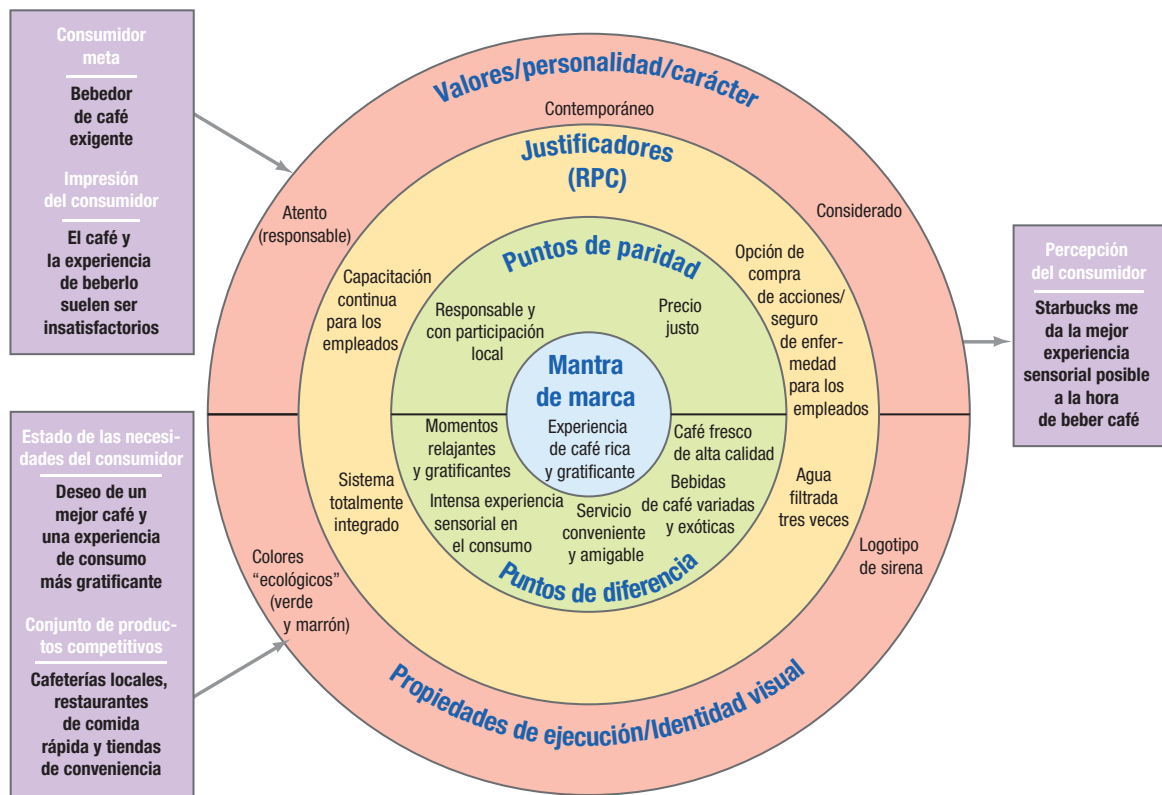 Consumidor
meta
Bebedor
de café
exigente
Impresión
del consumidor
El café y
la experiencia
de beberlo
suelen ser
insatisfactorios
Estado de las necesi-
dades del consumidor
Deseo de un
mejor café y
una experiencia
de consumo
más gratificante
Conjunto de produc-
tos competitivos
Cafeterías locales,
restaurantes
de comida
rápida y tiendas
de conveniencia
Valores/personalidad/carácter
Contemporáneo
Atento
(responsable)
Considerado
Justificadores
(RPC)
Capacitación
continua
para los
empleados
Opción de
compra
de acciones/
seguro
de enfer-
medad
para los
empleados
Puntos de paridad
Responsable y
con participación
local
Precio
justo
Mantra
de marca
Experiencia
de café rica
y gratificante
Momentos
relajantes
y gratificantes
Café fresco
de alta calidad
Intensa experiencia
sensorial en
el consumo
Servicio
conveniente
y amigable
Bebidas
de café variadas
y exóticas
Puntos de diferencia
Sistema
totalmente
integrado
Agua
filtrada
tres veces
Colores
“ecológicos”
(verde
y marrón)
Logotipo
de sirena
Propiedades de ejecución/Identidad visual
Percepción
del consumidor
Starbucks me
da la mejor
experiencia
sensorial posible
a la hora
de beber café